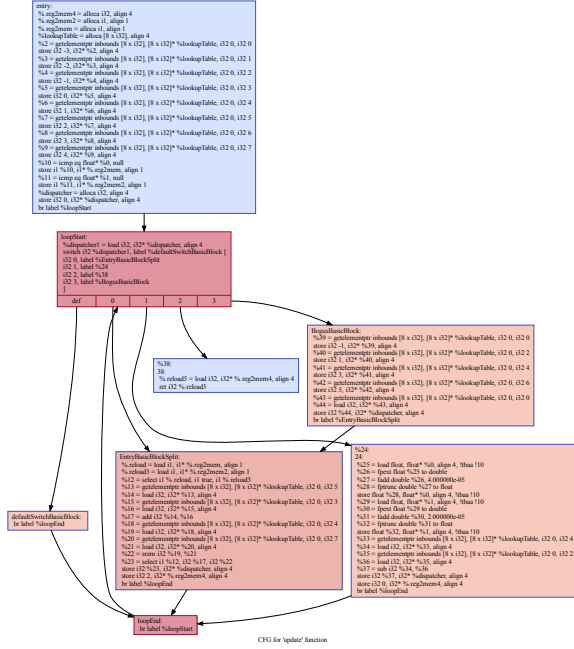 entry:
%.reg2mem4 = alloca i32, align 4
%.reg2mem2 = alloca i1, align 1
%.reg2mem = alloca i1, align 1
%lookupTable = alloca [8 x i32], align 4
%2 = getelementptr inbounds [8 x i32], [8 x i32]* %lookupTable, i32 0, i32 0
store i32 -3, i32* %2, align 4
%3 = getelementptr inbounds [8 x i32], [8 x i32]* %lookupTable, i32 0, i32 1
store i32 -2, i32* %3, align 4
%4 = getelementptr inbounds [8 x i32], [8 x i32]* %lookupTable, i32 0, i32 2
store i32 -1, i32* %4, align 4
%5 = getelementptr inbounds [8 x i32], [8 x i32]* %lookupTable, i32 0, i32 3
store i32 0, i32* %5, align 4
%6 = getelementptr inbounds [8 x i32], [8 x i32]* %lookupTable, i32 0, i32 4
store i32 1, i32* %6, align 4
%7 = getelementptr inbounds [8 x i32], [8 x i32]* %lookupTable, i32 0, i32 5
store i32 2, i32* %7, align 4
%8 = getelementptr inbounds [8 x i32], [8 x i32]* %lookupTable, i32 0, i32 6
store i32 3, i32* %8, align 4
%9 = getelementptr inbounds [8 x i32], [8 x i32]* %lookupTable, i32 0, i32 7
store i32 4, i32* %9, align 4
%10 = icmp eq float* %0, null
store i1 %10, i1* %.reg2mem, align 1
%11 = icmp eq float* %1, null
store i1 %11, i1* %.reg2mem2, align 1
%dispatcher = alloca i32, align 4
store i32 0, i32* %dispatcher, align 4
br label %loopStart
loopStart:
%dispatcher1 = load i32, i32* %dispatcher, align 4
switch i32 %dispatcher1, label %defaultSwitchBasicBlock [
i32 0, label %EntryBasicBlockSplit
i32 1, label %24
i32 2, label %38
i32 3, label %BogusBasicBlock
]
def 0 1 2 3
BogusBasicBlock:
%39 = getelementptr inbounds [8 x i32], [8 x i32]* %lookupTable, i32 0, i32 0
store i32 -1, i32* %39, align 4
%40 = getelementptr inbounds [8 x i32], [8 x i32]* %lookupTable, i32 0, i32 2
store i32 1, i32* %40, align 4
%41 = getelementptr inbounds [8 x i32], [8 x i32]* %lookupTable, i32 0, i32 4
store i32 3, i32* %41, align 4
%42 = getelementptr inbounds [8 x i32], [8 x i32]* %lookupTable, i32 0, i32 6
store i32 5, i32* %42, align 4
%43 = getelementptr inbounds [8 x i32], [8 x i32]* %lookupTable, i32 0, i32 0
%44 = load i32, i32* %43, align 4
store i32 %44, i32* %dispatcher, align 4
br label %EntryBasicBlockSplit
%38:
38:
%.reload5 = load i32, i32* %.reg2mem4, align 4
ret i32 %.reload5
EntryBasicBlockSplit:
%.reload = load i1, i1* %.reg2mem, align 1
%.reload3 = load i1, i1* %.reg2mem2, align 1
%12 = select i1 %.reload, i1 true, i1 %.reload3
%13 = getelementptr inbounds [8 x i32], [8 x i32]* %lookupTable, i32 0, i32 5
%14 = load i32, i32* %13, align 4
%15 = getelementptr inbounds [8 x i32], [8 x i32]* %lookupTable, i32 0, i32 3
%16 = load i32, i32* %15, align 4
%17 = add i32 %14, %16
%18 = getelementptr inbounds [8 x i32], [8 x i32]* %lookupTable, i32 0, i32 4
%19 = load i32, i32* %18, align 4
%20 = getelementptr inbounds [8 x i32], [8 x i32]* %lookupTable, i32 0, i32 7
%21 = load i32, i32* %20, align 4
%22 = srem i32 %19, %21
%23 = select i1 %12, i32 %17, i32 %22
store i32 %23, i32* %dispatcher, align 4
store i32 2, i32* %.reg2mem4, align 4
br label %loopEnd
%24:
24:
%25 = load float, float* %0, align 4, !tbaa !10
%26 = fpext float %25 to double
%27 = fadd double %26, 4.000000e-05
%28 = fptrunc double %27 to float
store float %28, float* %0, align 4, !tbaa !10
%29 = load float, float* %1, align 4, !tbaa !10
%30 = fpext float %29 to double
%31 = fadd double %30, 2.000000e-05
%32 = fptrunc double %31 to float
store float %32, float* %1, align 4, !tbaa !10
%33 = getelementptr inbounds [8 x i32], [8 x i32]* %lookupTable, i32 0, i32 4
%34 = load i32, i32* %33, align 4
%35 = getelementptr inbounds [8 x i32], [8 x i32]* %lookupTable, i32 0, i32 2
%36 = load i32, i32* %35, align 4
%37 = sub i32 %34, %36
store i32 %37, i32* %dispatcher, align 4
store i32 0, i32* %.reg2mem4, align 4
br label %loopEnd
defaultSwitchBasicBlock:
br label %loopEnd
loopEnd:
br label %loopStart
CFG for 'update' function